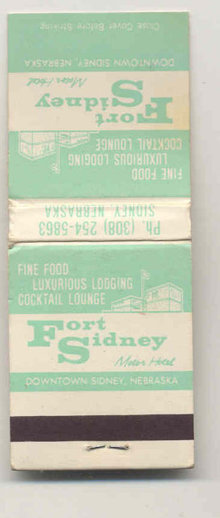 Close Cover Before Striking
DOWNTOWN SIDNEY, NEBRASKA
Motor Hotel
Fort
Sidney
FINE FOOD
LUXURIOUS LODGING
COCKTAIL LOUNGE
Ph. (308) 254-5863
SIDNEY NEBRASKA
FINE FOOD
LUXURIOUS LODGING
COCKTAIL LOUNGE
Fort
Sidney
Motor Hotel
DOWNTOWN SIDNEY, NEBRASKA